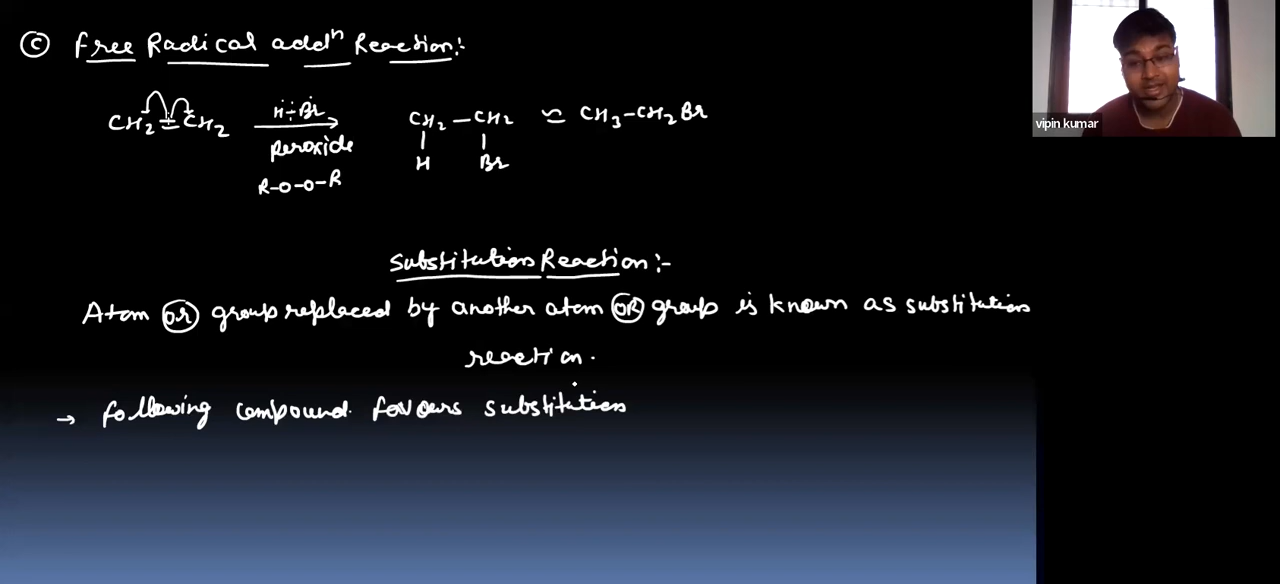 Ⓒ Free Radical addⁿ Reaction:-
CH₂=CH₂ H÷Br Peroxide R-O-O-R CH₂-CH₂ ≃ CH₃-CH₂Br
H Br
Substitution Reaction:-
Atom OR group replaced by another atom OR group is known as substitution
reaction.
→ following compound favours substitution
vipin kumar